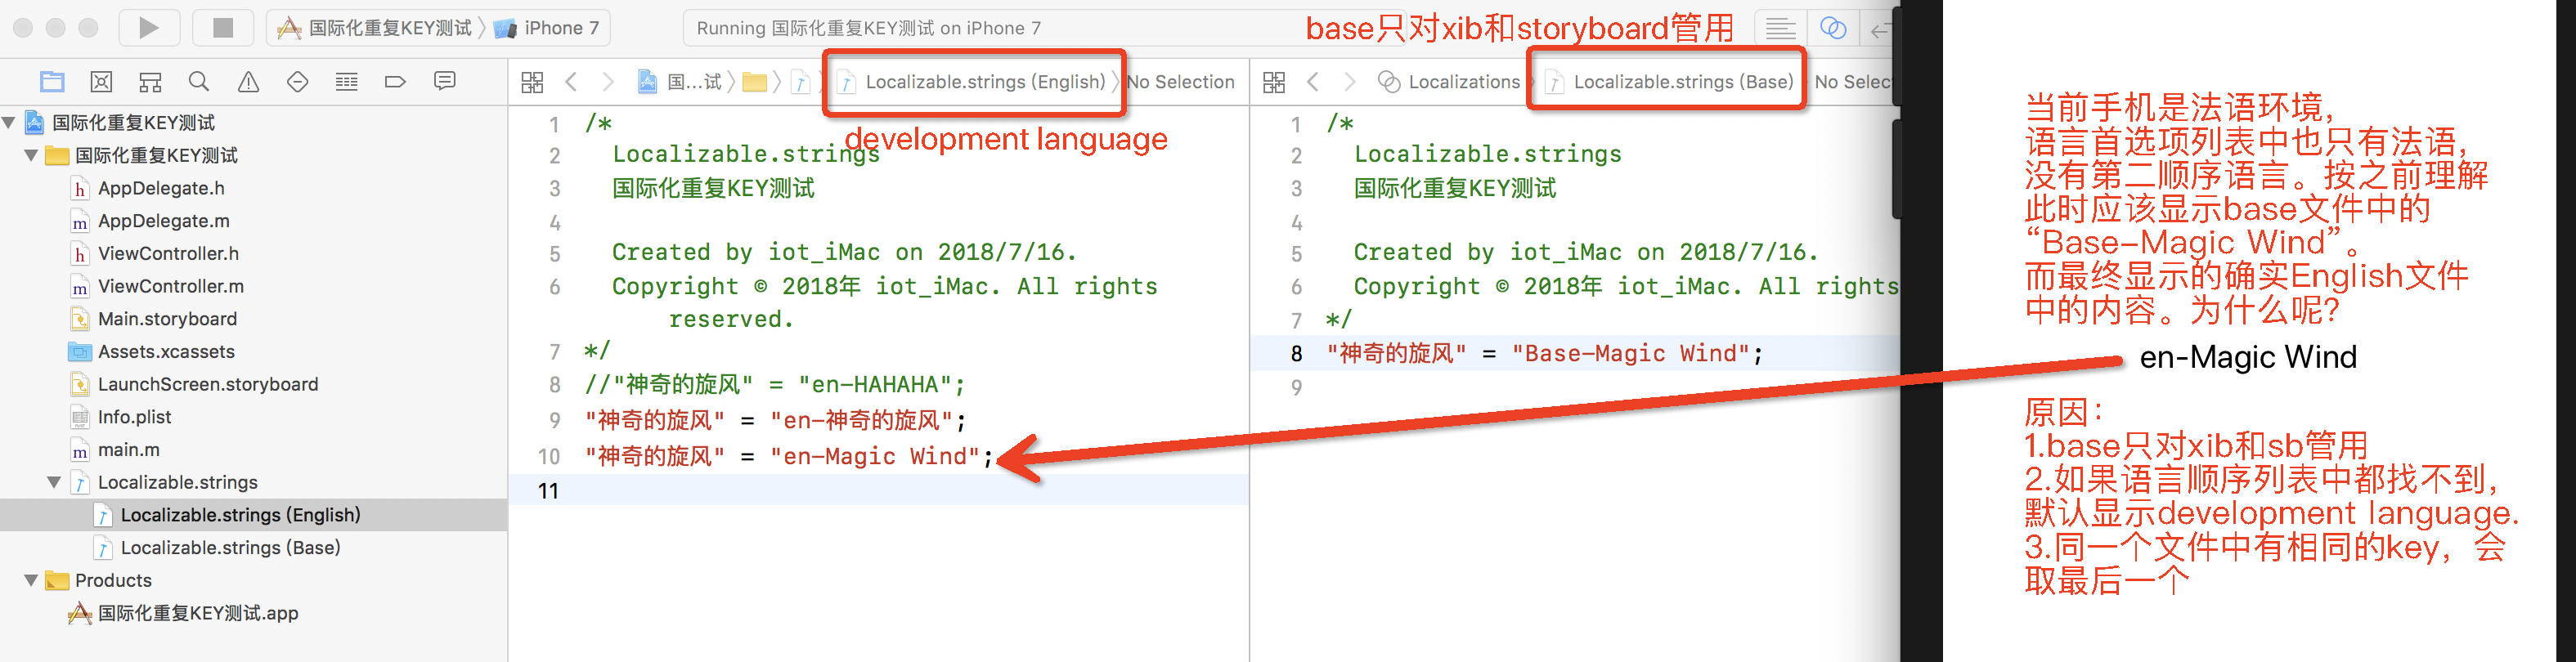 国际化重复KEY测试
iPhone 7
Running 国际化重复KEY测试 on iPhone 7
base只对xib和storyboard管用
国...试
Localizable.strings (English)
No Selection
Localizations
Localizable.strings (Base)
No Selec
development language
国际化重复KEY测试
国际化重复KEY测试
h AppDelegate.h
m AppDelegate.m
h ViewController.h
m ViewController.m
Main.storyboard
Assets.xcassets
LaunchScreen.storyboard
Info.plist
m main.m
Localizable.strings
Localizable.strings (English)
Localizable.strings (Base)
Products
国际化重复KEY测试.app
1 /*
2 Localizable.strings
3 国际化重复KEY测试
4
5 Created by iot_iMac on 2018/7/16.
6 Copyright © 2018年 iot_iMac. All rights
reserved.
7 */
8 //"神奇的旋风" = "en-HAHAHA";
9 "神奇的旋风" = "en-神奇的旋风";
10 "神奇的旋风" = "en-Magic Wind";
11
1 /*
2 Localizable.strings
3 国际化重复KEY测试
4
5 Created by iot_iMac on 2018/7/16.
6 Copyright © 2018年 iot_iMac. All rights
7 */
8 "神奇的旋风" = "Base-Magic Wind";
9
当前手机是法语环境，
语言首选项列表中也只有法语，
没有第二顺序语言。按之前理解
此时应该显示base文件中的
“Base-Magic Wind”。
而最终显示的确实English文件
中的内容。为什么呢？
en-Magic Wind
原因：
1.base只对xib和sb管用
2.如果语言顺序列表中都找不到，
默认显示development language.
3.同一个文件中有相同的key，会
取最后一个